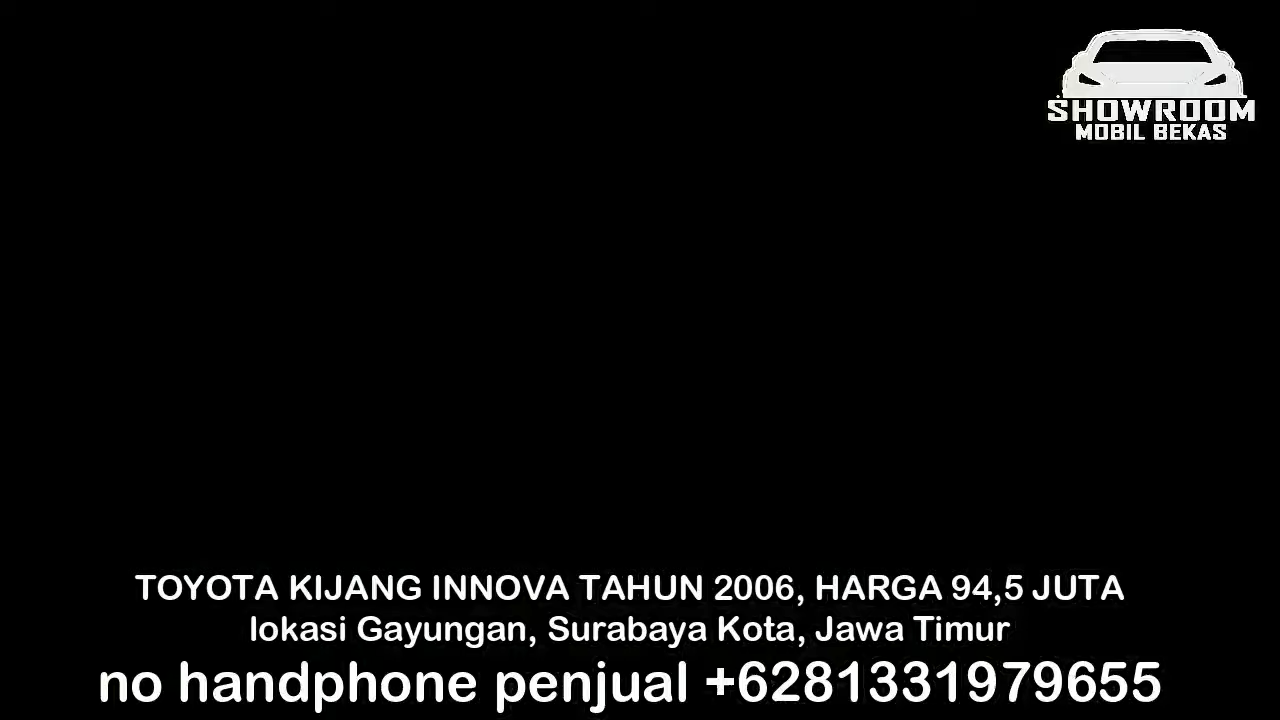 SHOWROOM
MOBIL BEKAS
TOYOTA KIJANG INNOVA TAHUN 2006, HARGA 94,5 JUTA
lokasi Gayungan, Surabaya Kota, Jawa Timur
no handphone penjual +6281331979655